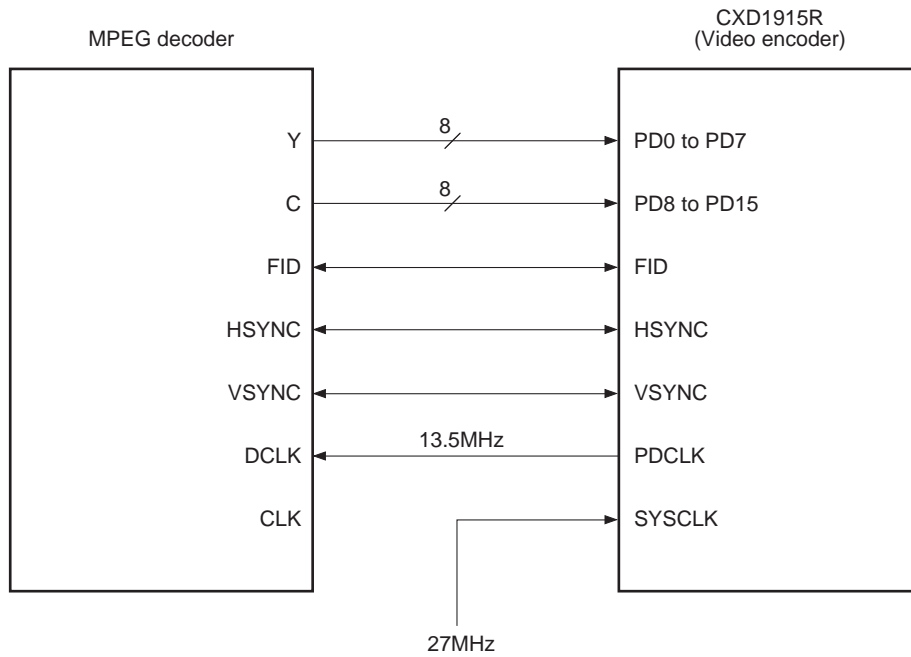 MPEG decoder
CXD1915R
(Video encoder)
Y
8
PD0 to PD7
C
8
PD8 to PD15
FID
FID
HSYNC
HSYNC
VSYNC
VSYNC
DCLK
13.5MHz
PDCLK
CLK
SYSCLK
27MHz